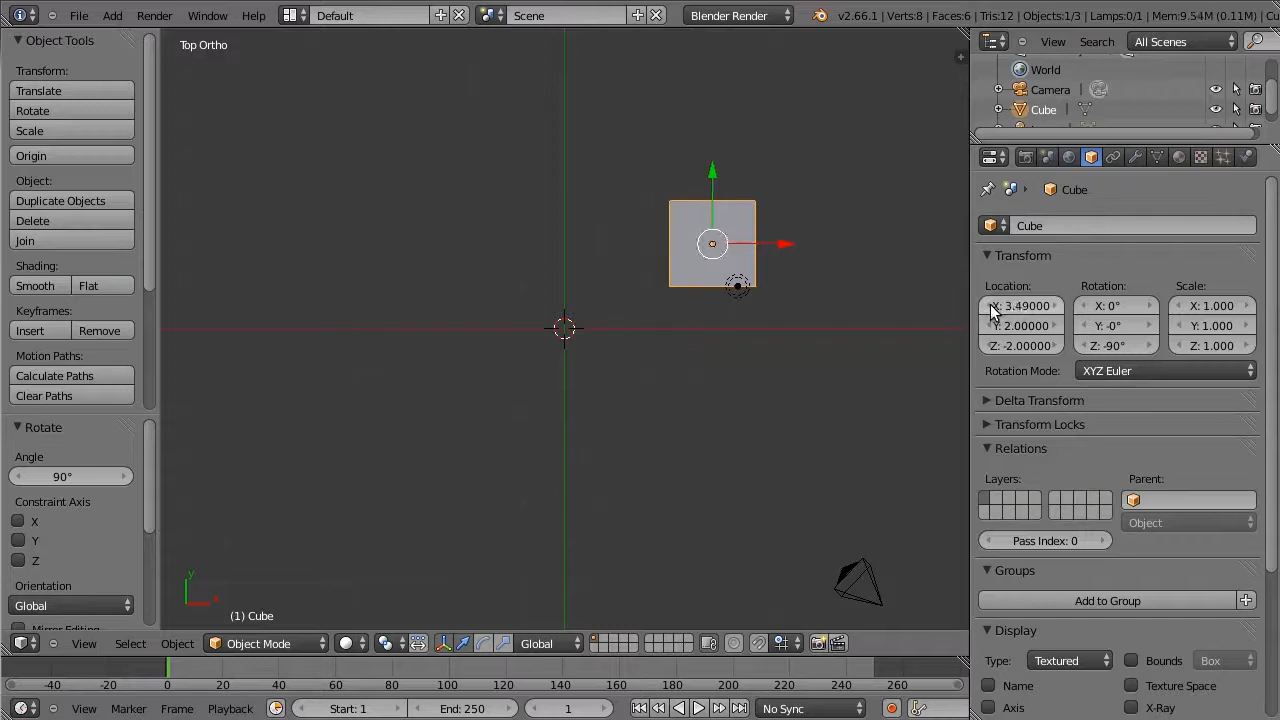 File Add Render Window Help Default Scene Blender Render v2.66.1 | Verts:8 | Faces:6 | Tris:12 | Objects:1/3 | Lamps:0/1 | Mem:9.54M (0.11M) | Cu
Object Tools
Transform:
Translate
Rotate
Scale
Origin
Object:
Duplicate Objects
Delete
Join
Shading:
Smooth Flat
Keyframes:
Insert Remove
Motion Paths:
Calculate Paths
Clear Paths
Rotate
Angle
90°
Constraint Axis
X
Y
Z
Orientation
Global
Mirror Editing
Top Ortho
y
(1) Cube
View Select Object Object Mode Global
-40 -20 0 20 40 60 80 100 120 140 160 180 200 220 240 260
View Marker Frame Playback Start: 1 End: 250 1 No Sync
View Search All Scenes
World
Camera
Cube
Cube
Cube
Transform
Location: Rotation: Scale:
X: 3.49000 X: 0° X: 1.000
Y: 2.00000 Y: -0° Y: 1.000
Z: -2.00000 Z: -90° Z: 1.000
Rotation Mode: XYZ Euler
Delta Transform
Transform Locks
Relations
Layers: Parent:
Object
Pass Index: 0
Groups
Add to Group
Display
Type: Textured Bounds Box
Name Texture Space
Axis X-Ray